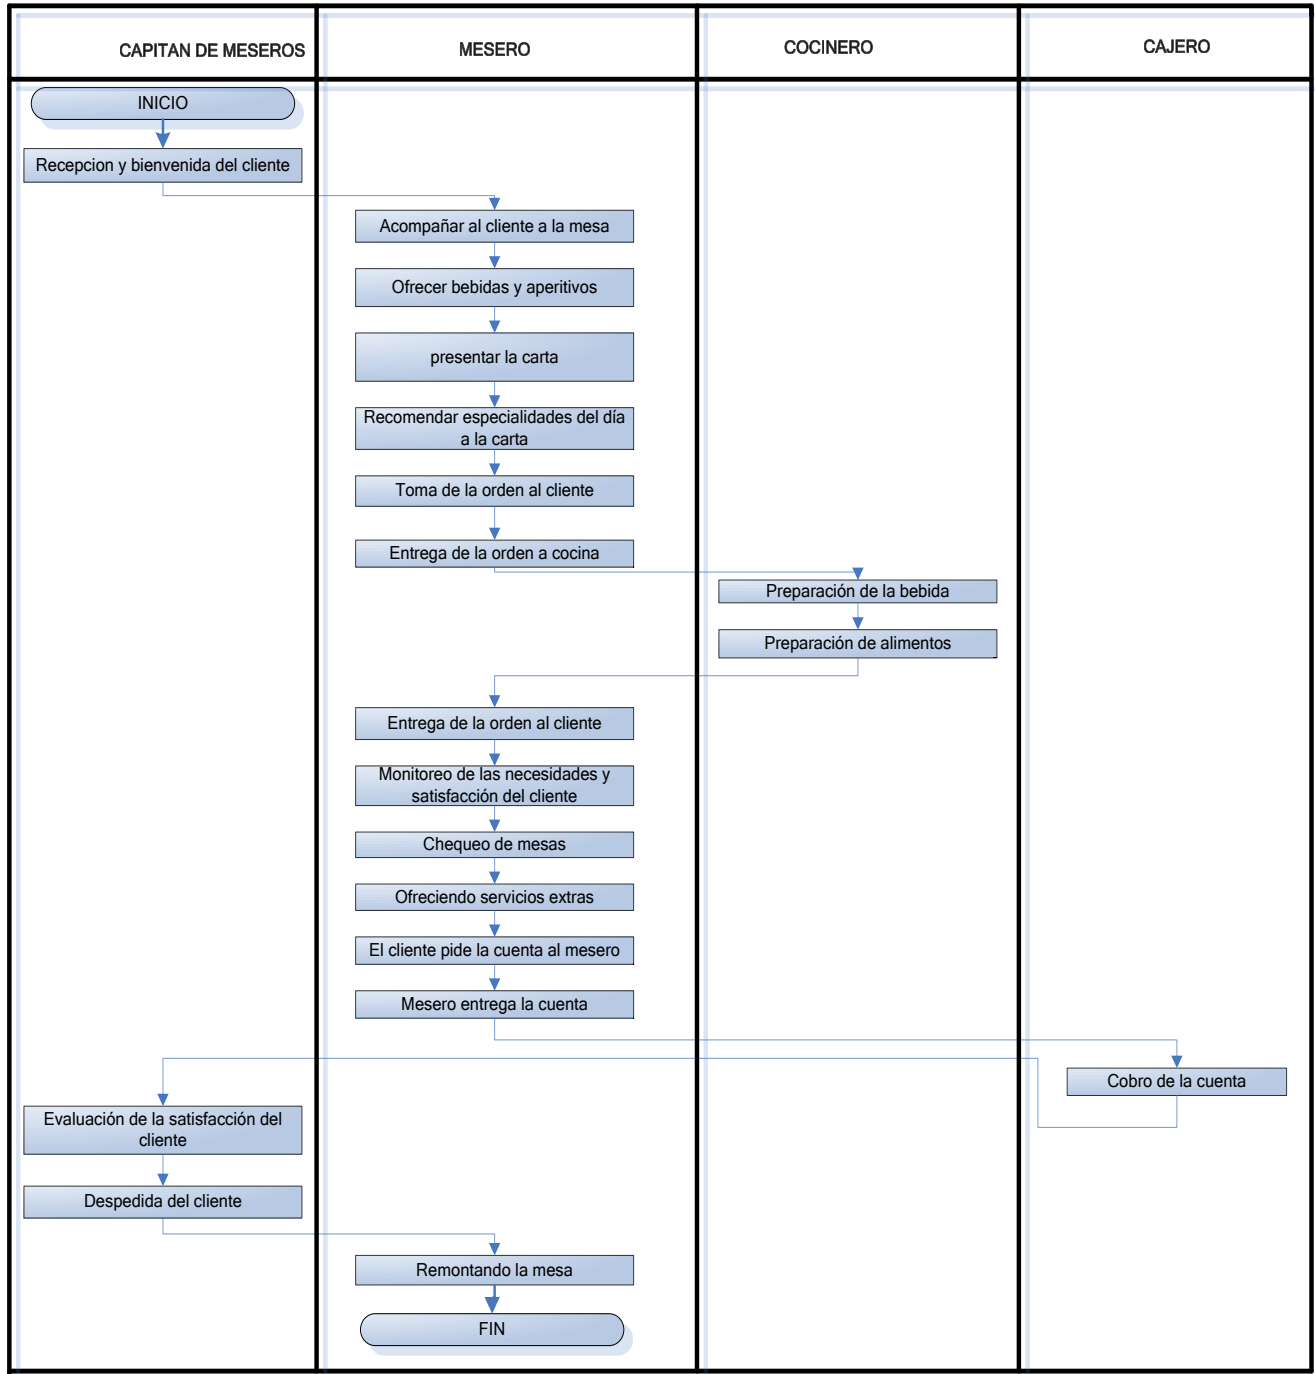 CAPITAN DE MESEROS
MESERO
COCINERO
CAJERO
INICIO
Recepcion y bienvenida del cliente
Acompañar al cliente a la mesa
Ofrecer bebidas y aperitivos
presentar la carta
Recomendar especialidades del día
a la carta
Toma de la orden al cliente
Entrega de la orden a cocina
Preparación de la bebida
Preparación de alimentos
Entrega de la orden al cliente
Monitoreo de las necesidades y
satisfacción del cliente
Chequeo de mesas
Ofreciendo servicios extras
El cliente pide la cuenta al mesero
Mesero entrega la cuenta
Cobro de la cuenta
Evaluación de la satisfacción del
cliente
Despedida del cliente
Remontando la mesa
FIN